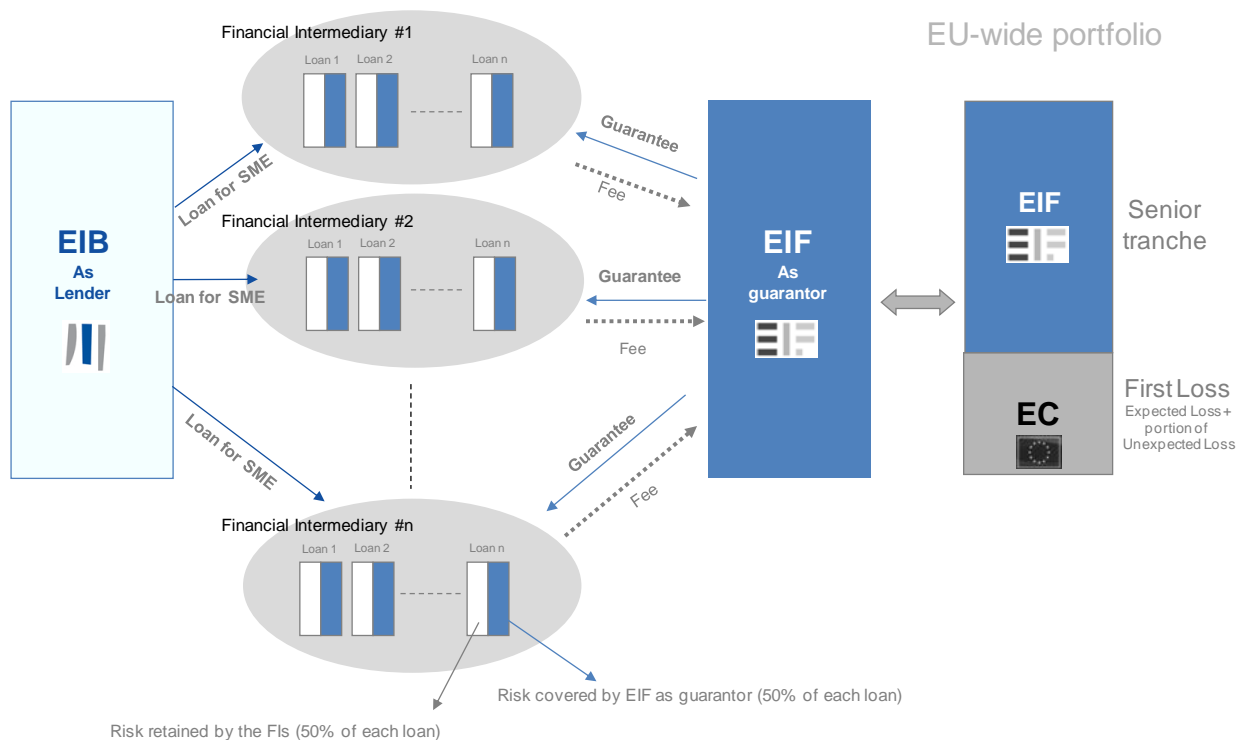 EU-wide portfolio
Financial Intermediary #1
Loan 1
Loan 2
Loan n
Guarantee
Fee
Loan for SME
Financial Intermediary #2
Loan 1
Loan 2
Loan n
EIB
As
Lender
Loan for SME
Guarantee
Fee
EIF
As
guarantor
EIF
EIF
Senior
tranche
EIF
Loan for SME
Guarantee
Fee
EC
First Loss
Expected Loss +
portion of
Unexpected Loss
Financial Intermediary #n
Loan 1
Loan 2
Loan n
Risk covered by EIF as guarantor (50% of each loan)
Risk retained by the FIs (50% of each loan)